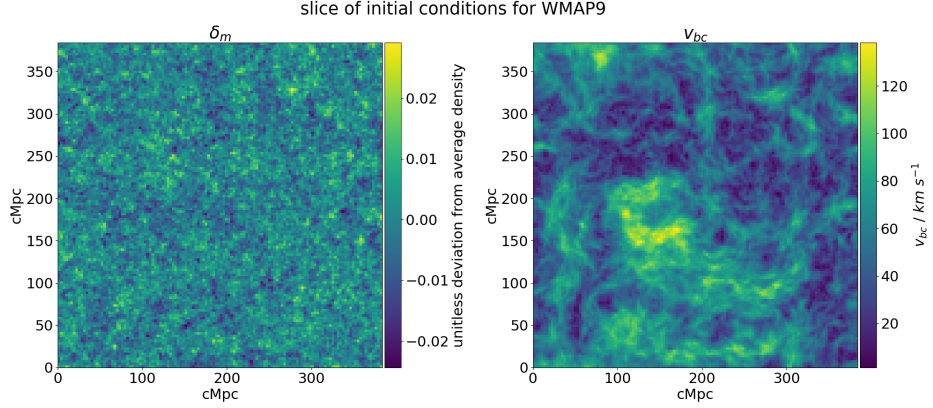 slice of initial conditions for WMAP9
δ_m
v_bc
350
300
250
200
150
100
50
0
cMpc
0 100 200 300
cMpc
0.02
0.01
0.00
−0.01
−0.02
unitless deviation from average density
350
300
250
200
150
100
50
0
cMpc
0 100 200 300
cMpc
120
100
80
60
40
20
v_bc / km s⁻¹